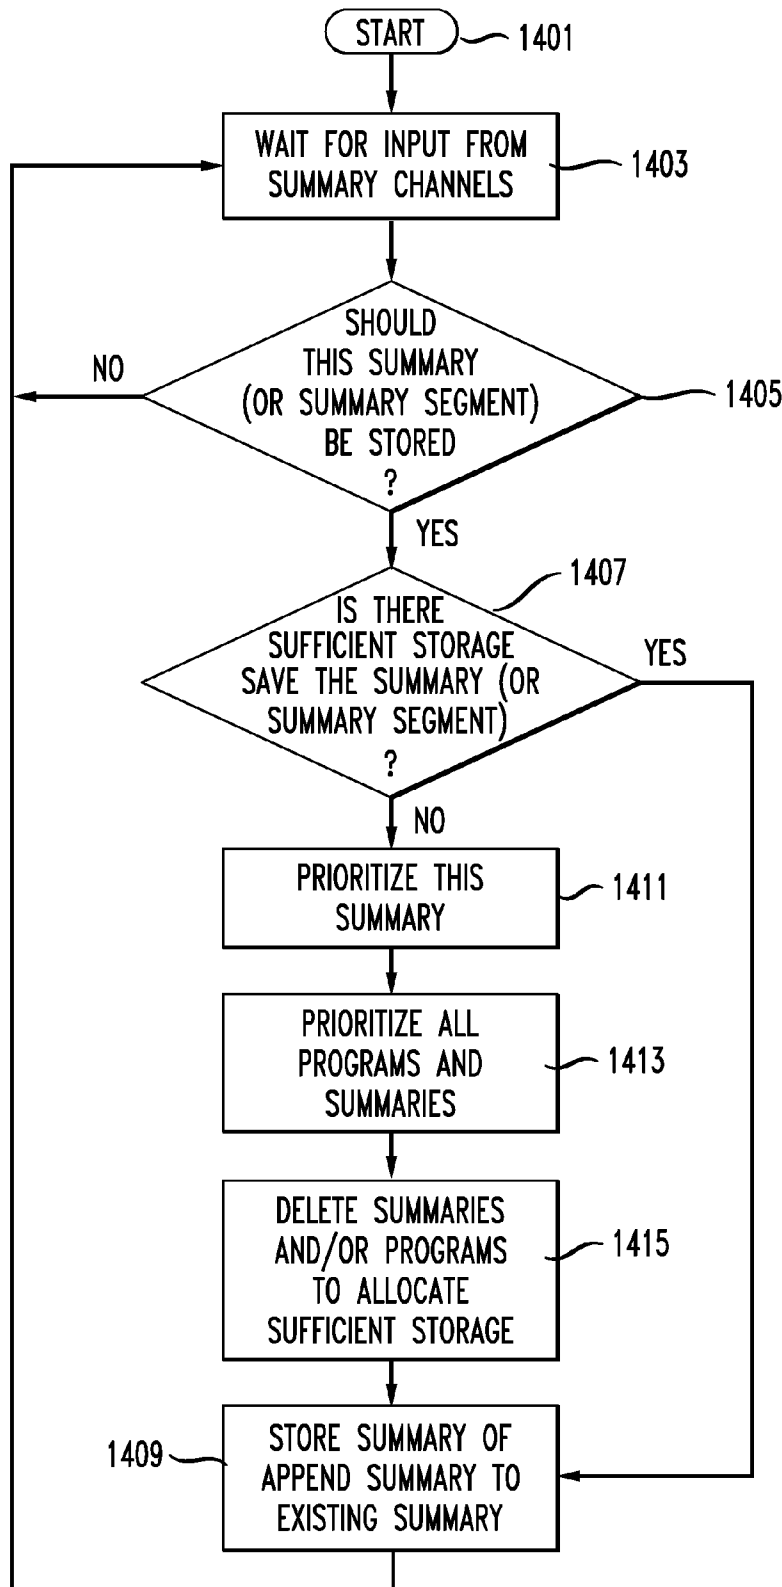 START
1401
WAIT FOR INPUT FROM
SUMMARY CHANNELS
1403
SHOULD
THIS SUMMARY
(OR SUMMARY SEGMENT)
BE STORED
?
NO
1405
YES
1407
IS THERE
SUFFICIENT STORAGE
SAVE THE SUMMARY (OR
SUMMARY SEGMENT)
?
YES
NO
PRIORITIZE THIS
SUMMARY
1411
PRIORITIZE ALL
PROGRAMS AND
SUMMARIES
1413
DELETE SUMMARIES
AND/OR PROGRAMS
TO ALLOCATE
SUFFICIENT STORAGE
1415
1409
STORE SUMMARY OF
APPEND SUMMARY TO
EXISTING SUMMARY